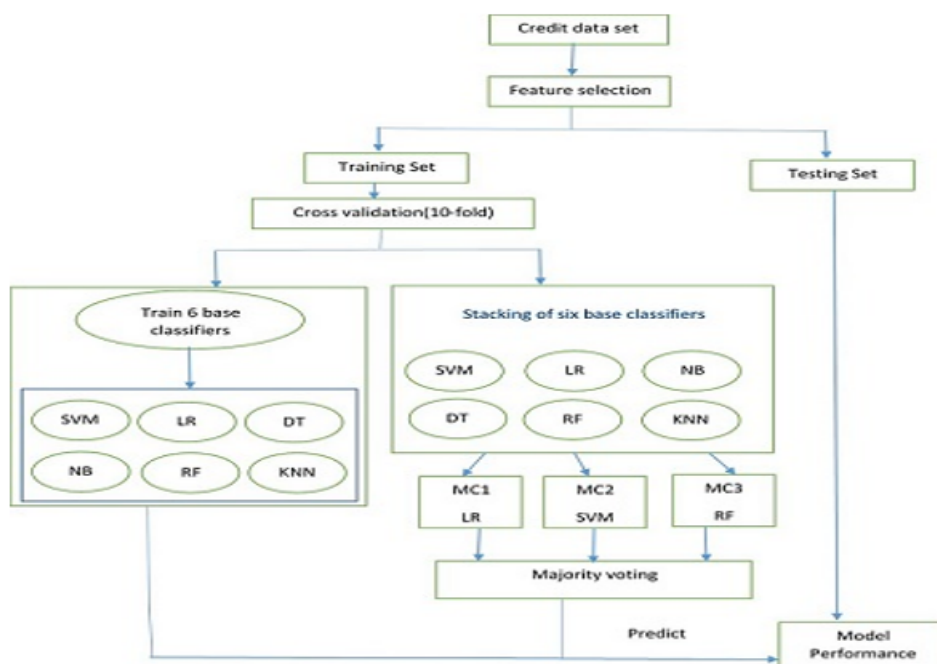 Credit data set
Feature selection
Training Set
Testing Set
Cross validation(10-fold)
Train 6 base
classifiers
SVM
LR
DT
NB
RF
KNN
Stacking of six base classifiers
SVM
LR
NB
DT
RF
KNN
MC1
LR
MC2
SVM
MC3
RF
Majority voting
Predict
Model
Performance